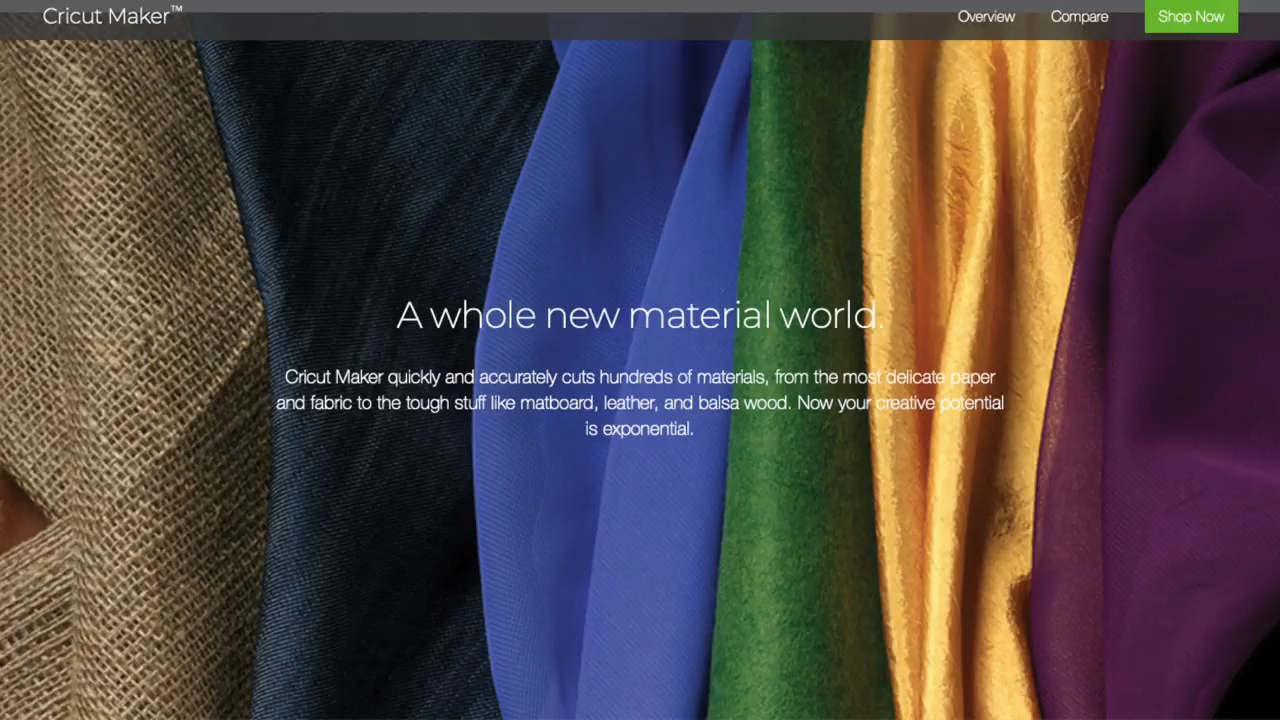 Cricut Maker™
Overview
Compare
Shop Now
A whole new material world.
Cricut Maker quickly and accurately cuts hundreds of materials, from the most delicate paper
and fabric to the tough stuff like matboard, leather, and balsa wood. Now your creative potential
is exponential.